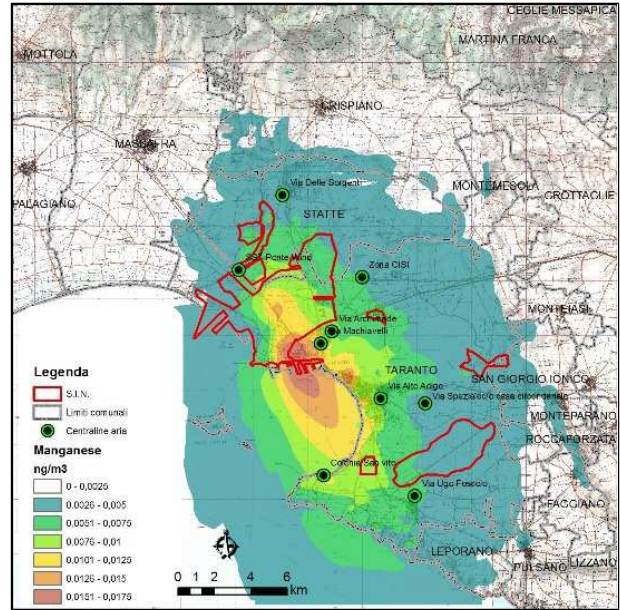 CEGLIE MESSAPICA
MARTINA FRANCA
MOTTOLA
CRISPIANO
MASSAFRA
MONTEMESOLA
GROTTAGLIE
PALAGIANO
Via Delle Sorgenti
STATTE
Zona CISI
MONTEIASI
Via Machiavelli
TARANTO
SAN GIORGIO IONICO
Via Alto Adige
MONTEPARANO
ROCCAFORZATA
Via Ugo Foscolo
FAGGIANO
LEPORANO
PULSANO
LIZZANO
Legenda
S.I.N.
Limiti comunali
Centraline aria
Manganese
ng/m3
0 - 0,0025
0,0026 - 0,005
0,0051 - 0,0075
0,0076 - 0,01
0,0101 - 0,0125
0,0126 - 0,015
0,0151 - 0,0175
0 1 2 4 6
km